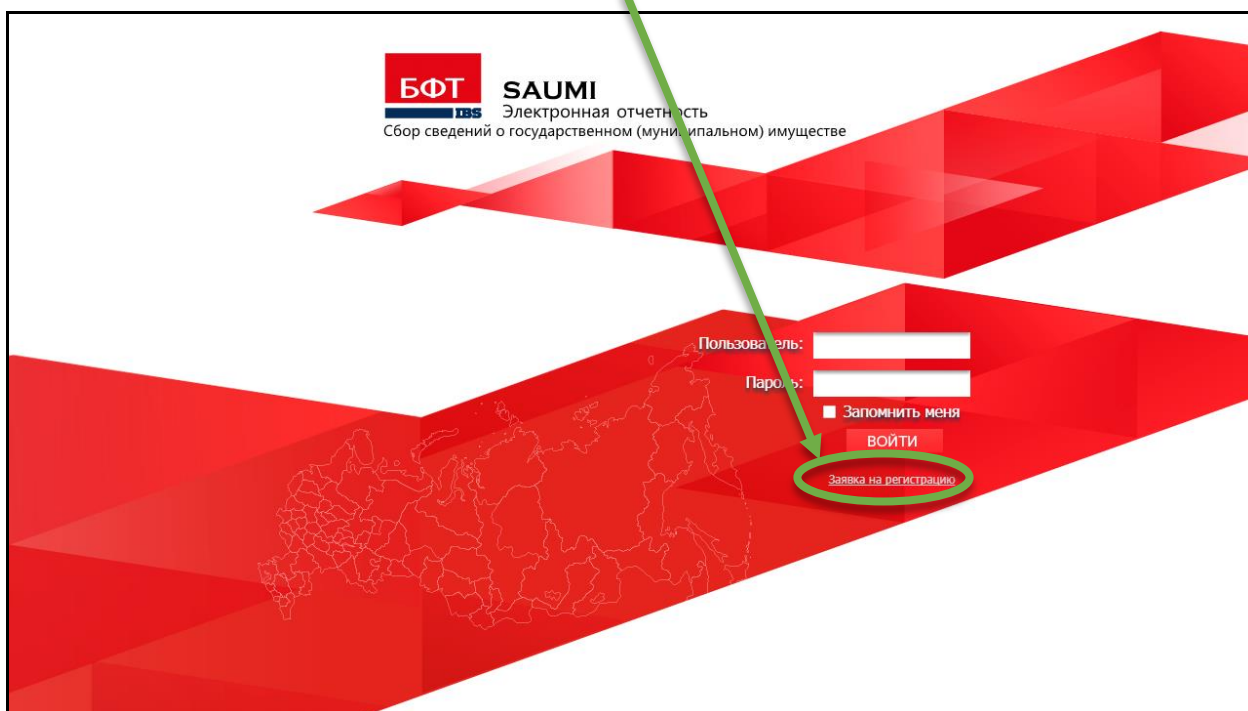 БФТ
IBS
SAUMI
Электронная отчетность
Сбор сведений о государственном (муниципальном) имуществе
Пользователь:
Пароль:
Запомнить меня
ВОЙТИ
Заявка на регистрацию